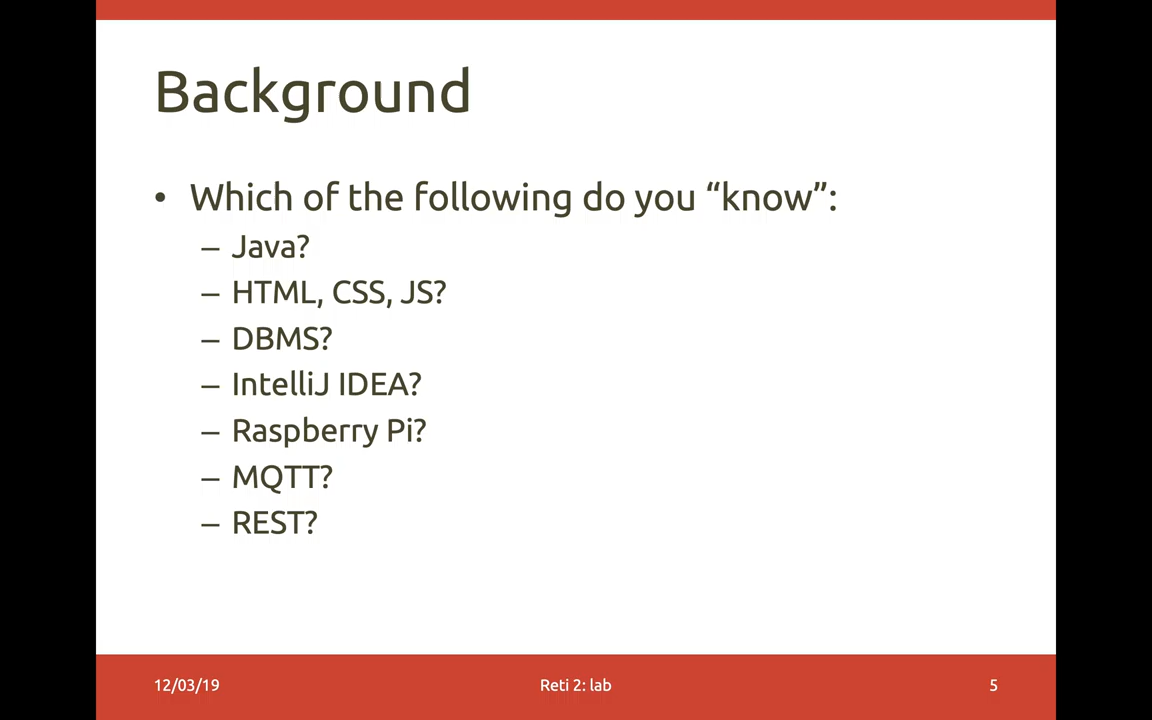 Background
• Which of the following do you “know”:
– Java?
– HTML, CSS, JS?
– DBMS?
– IntelliJ IDEA?
– Raspberry Pi?
– MQTT?
– REST?
12/03/19
Reti 2: lab
5